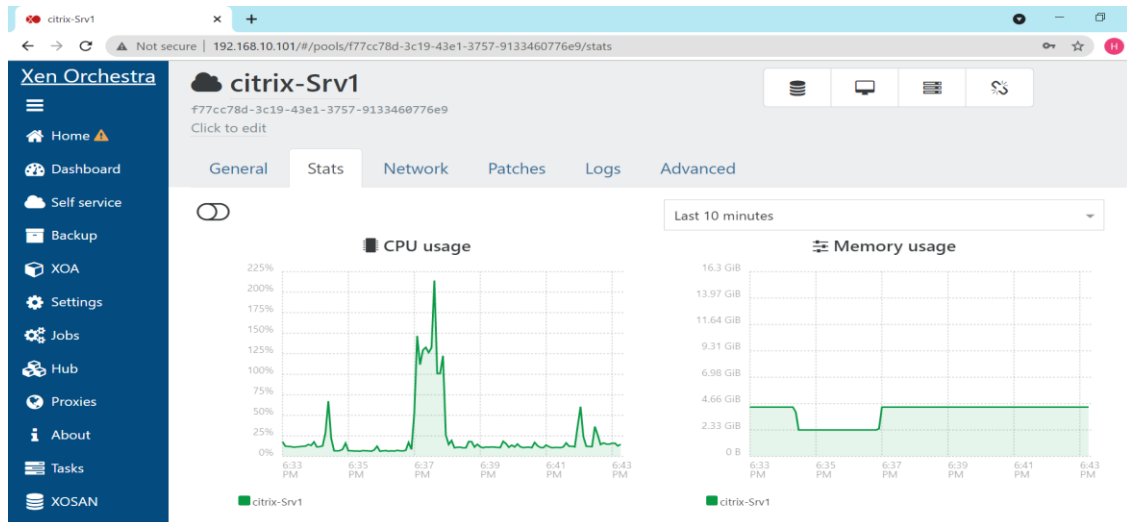 citrix-Srv1
Not secure | 192.168.10.101/#/pools/f77cc78d-3c19-43e1-3757-9133460776e9/stats
H
Xen Orchestra
Home
Dashboard
Self service
Backup
XOA
Settings
Jobs
Hub
Proxies
About
Tasks
XOSAN
citrix-Srv1
f77cc78d-3c19-43e1-3757-9133460776e9
Click to edit
General Stats Network Patches Logs Advanced
Last 10 minutes
CPU usage
225%
200%
175%
150%
125%
100%
75%
50%
25%
0%
6:33 PM 6:35 PM 6:37 PM 6:39 PM 6:41 PM 6:43 PM
citrix-Srv1
Memory usage
16.3 GiB
13.97 GiB
11.64 GiB
9.31 GiB
6.98 GiB
4.66 GiB
2.33 GiB
0 B
6:33 PM 6:35 PM 6:37 PM 6:39 PM 6:41 PM 6:43 PM
citrix-Srv1